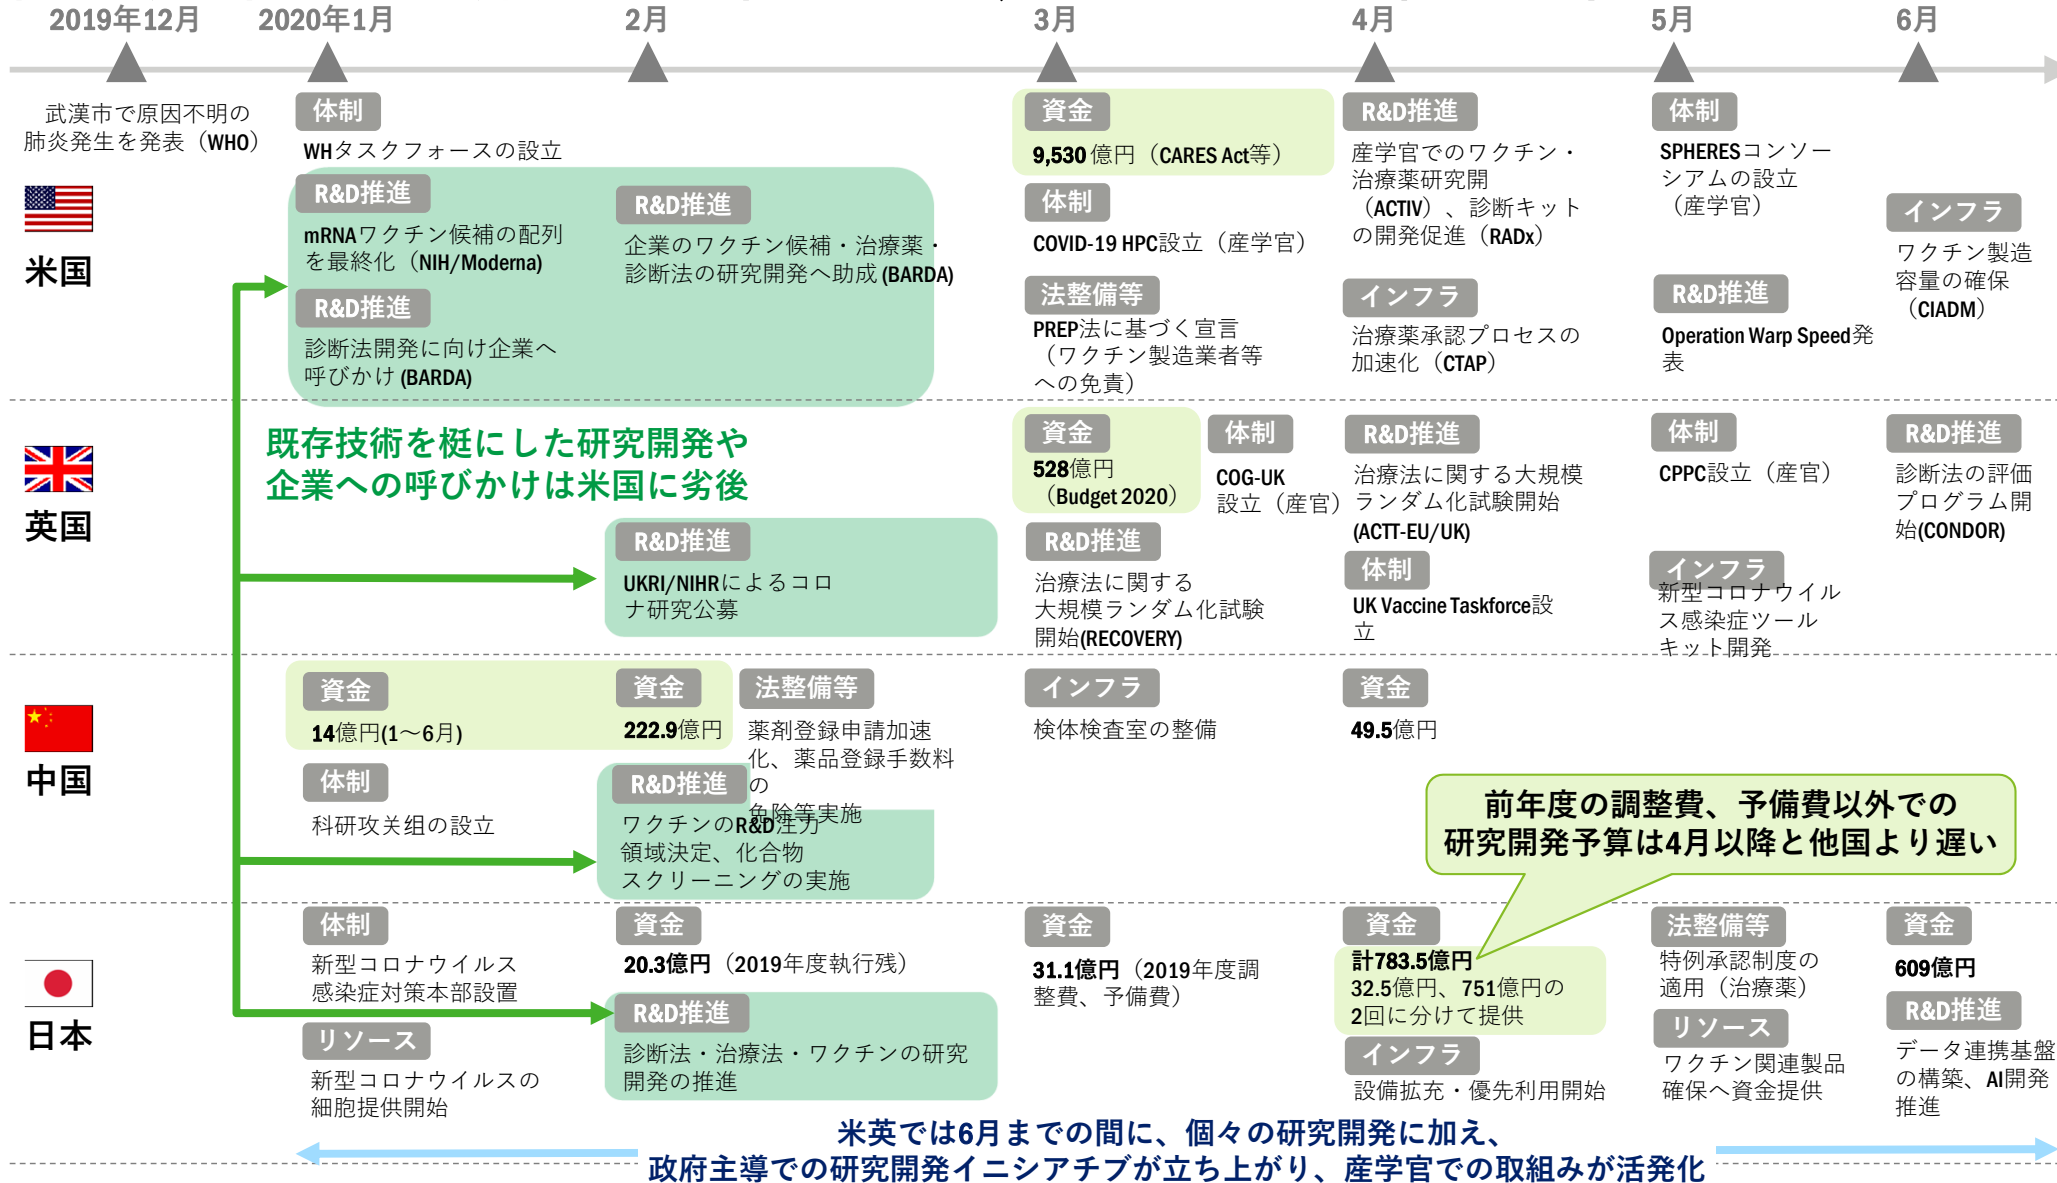 2019年12月
2020年1月
2月
3月
4月
5月
6月
武漢市で原因不明の
肺炎発生を発表（WHO）
米国
体制
WHタスクフォースの設立
R&D推進
mRNAワクチン候補の配列
を最終化（NIH/Moderna)
R&D推進
診断法開発に向け企業へ
呼びかけ (BARDA)
R&D推進
企業のワクチン候補・治療薬・
診断法の研究開発へ助成 (BARDA)
資金
9,530億円（CARES Act等）
体制
COVID-19 HPC設立（産学官）
法整備等
PREP法に基づく宣言
（ワクチン製造業者等
への免責）
R&D推進
産学官でのワクチン・
治療薬研究開
（ACTIV）、診断キット
の開発促進（RADx）
インフラ
治療薬承認プロセスの
加速化（CTAP）
体制
SPHERESコンソー
シアムの設立
（産学官）
R&D推進
Operation Warp Speed発
表
インフラ
ワクチン製造
容量の確保
（CIADM）
英国
既存技術を梃にした研究開発や
企業への呼びかけは米国に劣後
R&D推進
UKRI/NIHRによるコロ
ナ研究公募
資金
528億円
（Budget 2020）
体制
COG-UK
設立（産官）
R&D推進
治療法に関する
大規模ランダム化試験
開始(RECOVERY)
R&D推進
治療法に関する大規模
ランダム化試験開始
(ACTT-EU/UK)
体制
UK Vaccine Taskforce設
立
体制
CPPC設立（産官）
インフラ
新型コロナウイル
ス感染症ツール
キット開発
R&D推進
診断法の評価
プログラム開
始(CONDOR)
中国
資金
14億円(1～6月)
体制
科研攻关组の設立
資金
222.9億円
法整備等
薬剤登録申請加速
化、薬品登録手数料
の
免除等実施
R&D推進
ワクチンのR&D注力
領域決定、化合物
スクリーニングの実施
インフラ
検体検査室の整備
資金
49.5億円
前年度の調整費、予備費以外での
研究開発予算は4月以降と他国より遅い
日本
体制
新型コロナウイルス
感染症対策本部設置
リソース
新型コロナウイルスの
細胞提供開始
資金
20.3億円（2019年度執行残）
R&D推進
診断法・治療法・ワクチンの研究
開発の推進
資金
31.1億円（2019年度調
整費、予備費）
資金
計783.5億円
32.5億円、751億円の
2回に分けて提供
インフラ
設備拡充・優先利用開始
法整備等
特例承認制度の
適用（治療薬）
リソース
ワクチン関連製品
確保へ資金提供
資金
609億円
R&D推進
データ連携基盤
の構築、AI開発
推進
米英では6月までの間に、個々の研究開発に加え、
政府主導での研究開発イニシアチブが立ち上がり、産学官での取組みが活発化